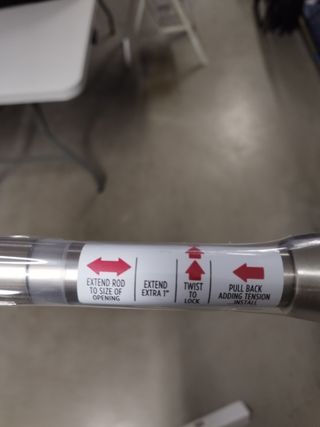 EXTEND ROD
TO SIZE OF
OPENING
EXTEND
EXTRA 1"
TWIST
TO
LOCK
PULL BACK
ADDING TENSION
INSTALL